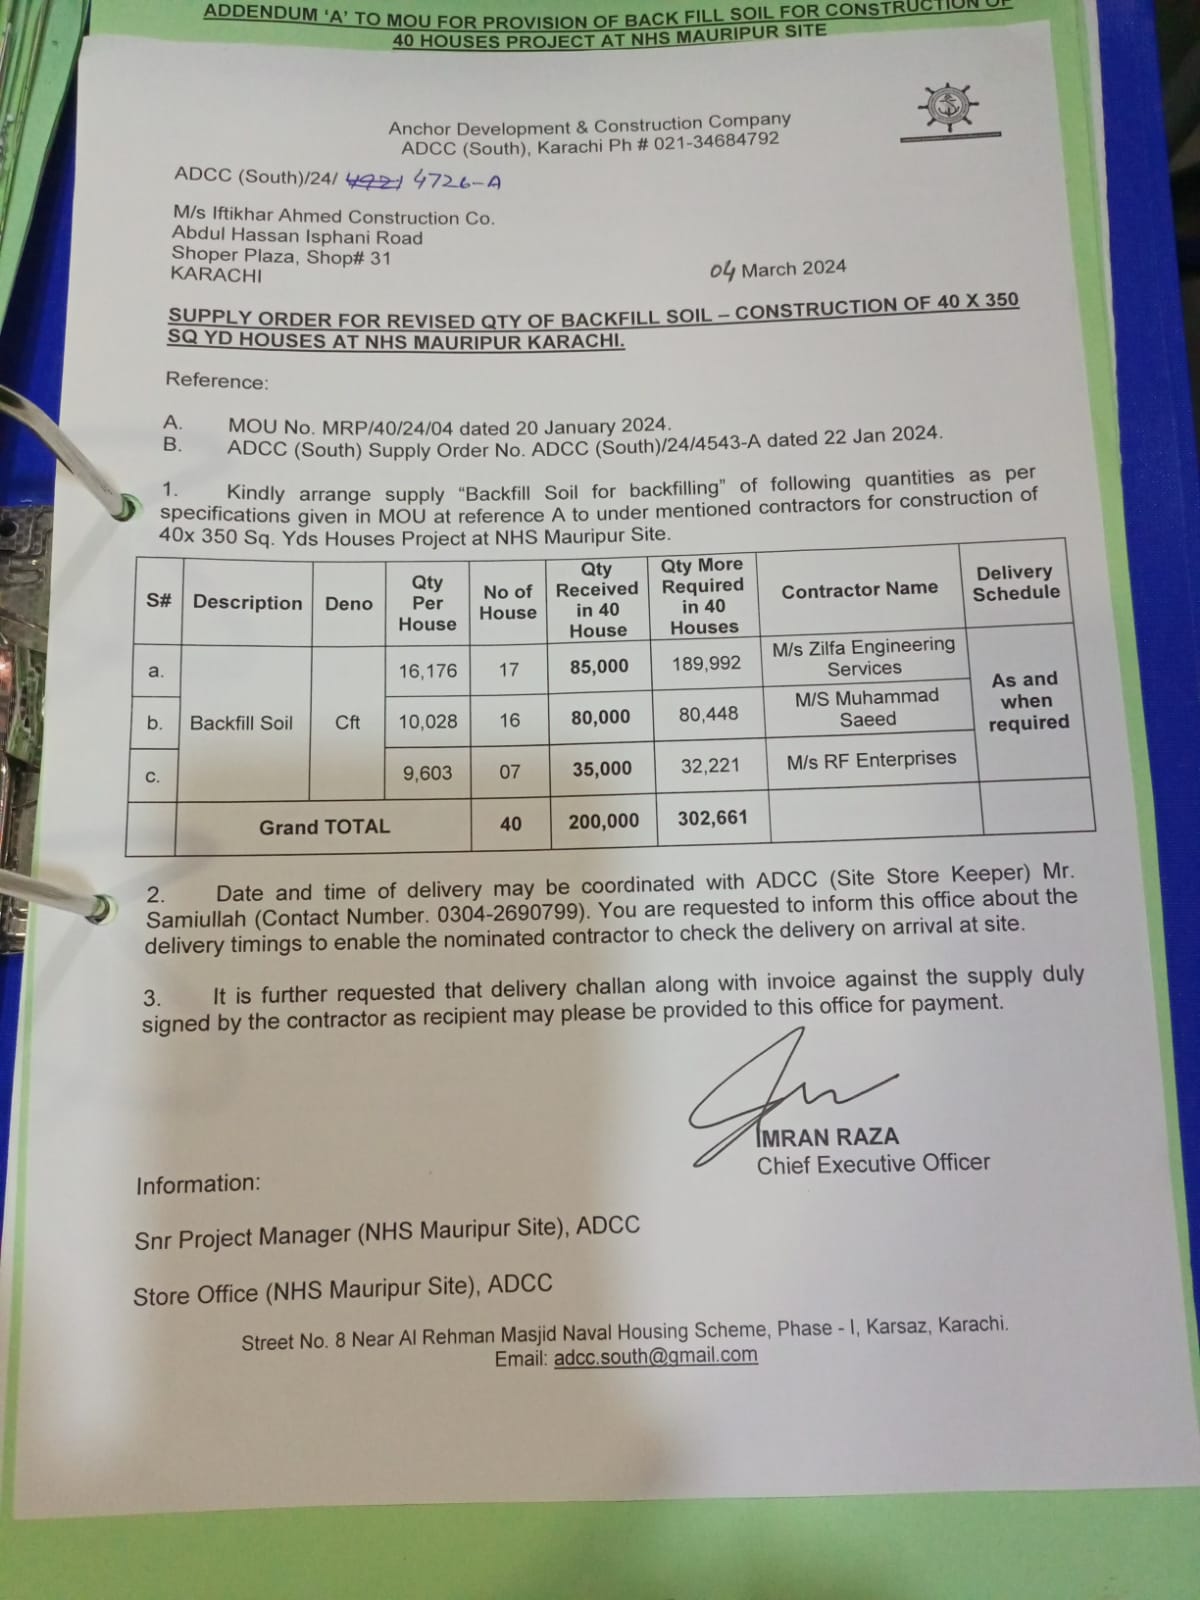 ADDENDUM ‘A’ TO MOU FOR PROVISION OF BACK FILL SOIL FOR CONSTRUCTION OF
40 HOUSES PROJECT AT NHS MAURIPUR SITE
Anchor Development & Construction Company
ADCC (South), Karachi Ph # 021-34684792
ADCC (South)/24/ 4921 4726-A
M/s Iftikhar Ahmed Construction Co.
Abdul Hassan Isphani Road
Shoper Plaza, Shop# 31
KARACHI
04 March 2024
SUPPLY ORDER FOR REVISED QTY OF BACKFILL SOIL – CONSTRUCTION OF 40 X 350
SQ YD HOUSES AT NHS MAURIPUR KARACHI.
Reference:
A. MOU No. MRP/40/24/04 dated 20 January 2024.
B. ADCC (South) Supply Order No. ADCC (South)/24/4543-A dated 22 Jan 2024.
1. Kindly arrange supply “Backfill Soil for backfilling” of following quantities as per
specifications given in MOU at reference A to under mentioned contractors for construction of
40x 350 Sq. Yds Houses Project at NHS Mauripur Site.
S# Description Deno Qty Per House No of House Qty Received in 40 House Qty More Required in 40 Houses Contractor Name Delivery Schedule
a. Backfill Soil Cft 16,176 17 85,000 189,992 M/s Zilfa Engineering Services As and when required
b. 10,028 16 80,000 80,448 M/S Muhammad Saeed
c. 9,603 07 35,000 32,221 M/s RF Enterprises
Grand TOTAL 40 200,000 302,661
2. Date and time of delivery may be coordinated with ADCC (Site Store Keeper) Mr.
Samiullah (Contact Number. 0304-2690799). You are requested to inform this office about the
delivery timings to enable the nominated contractor to check the delivery on arrival at site.
3. It is further requested that delivery challan along with invoice against the supply duly
signed by the contractor as recipient may please be provided to this office for payment.
IMRAN RAZA
Chief Executive Officer
Information:
Snr Project Manager (NHS Mauripur Site), ADCC
Store Office (NHS Mauripur Site), ADCC
Street No. 8 Near Al Rehman Masjid Naval Housing Scheme, Phase - I, Karsaz, Karachi.
Email: adcc.south@gmail.com